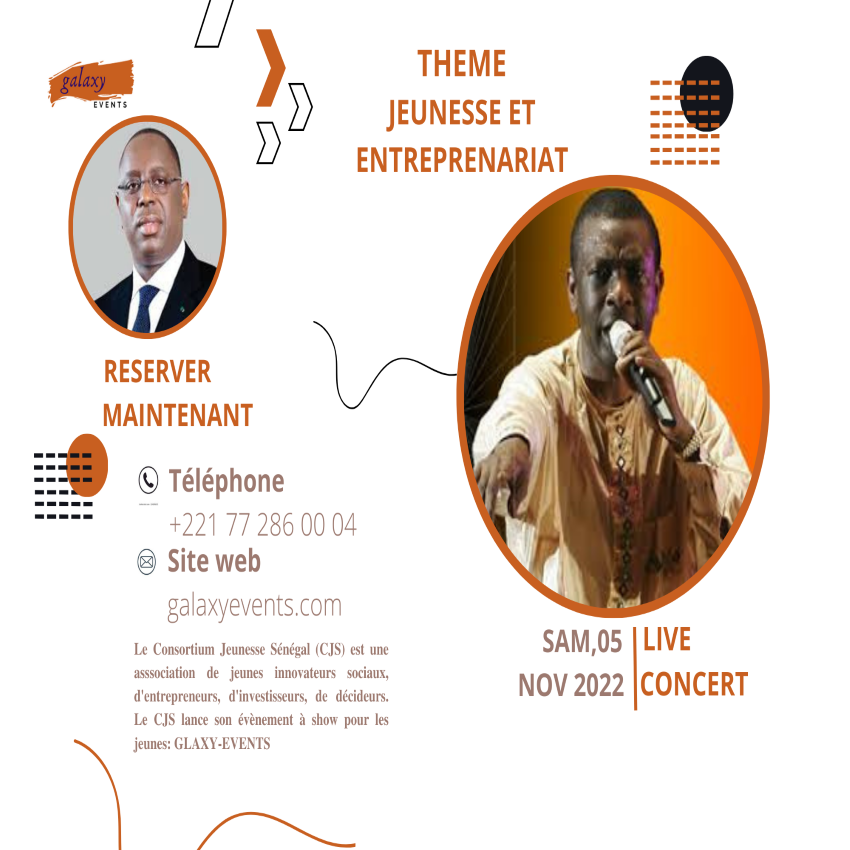 galaxy
EVENTS
THEME
JEUNESSE ET
ENTREPRENARIAT
RESERVER
MAINTENANT
Téléphone
+221 77 286 00 04
Site web
galaxyevents.com
Le Consortium Jeunesse Sénégal (CJS) est une
asssociation de jeunes innovateurs sociaux,
d'entrepreneurs, d'investisseurs, de décideurs.
Le CJS lance son évènement à show pour les
jeunes: GLAXY-EVENTS
SAM,05
NOV 2022
LIVE
CONCERT